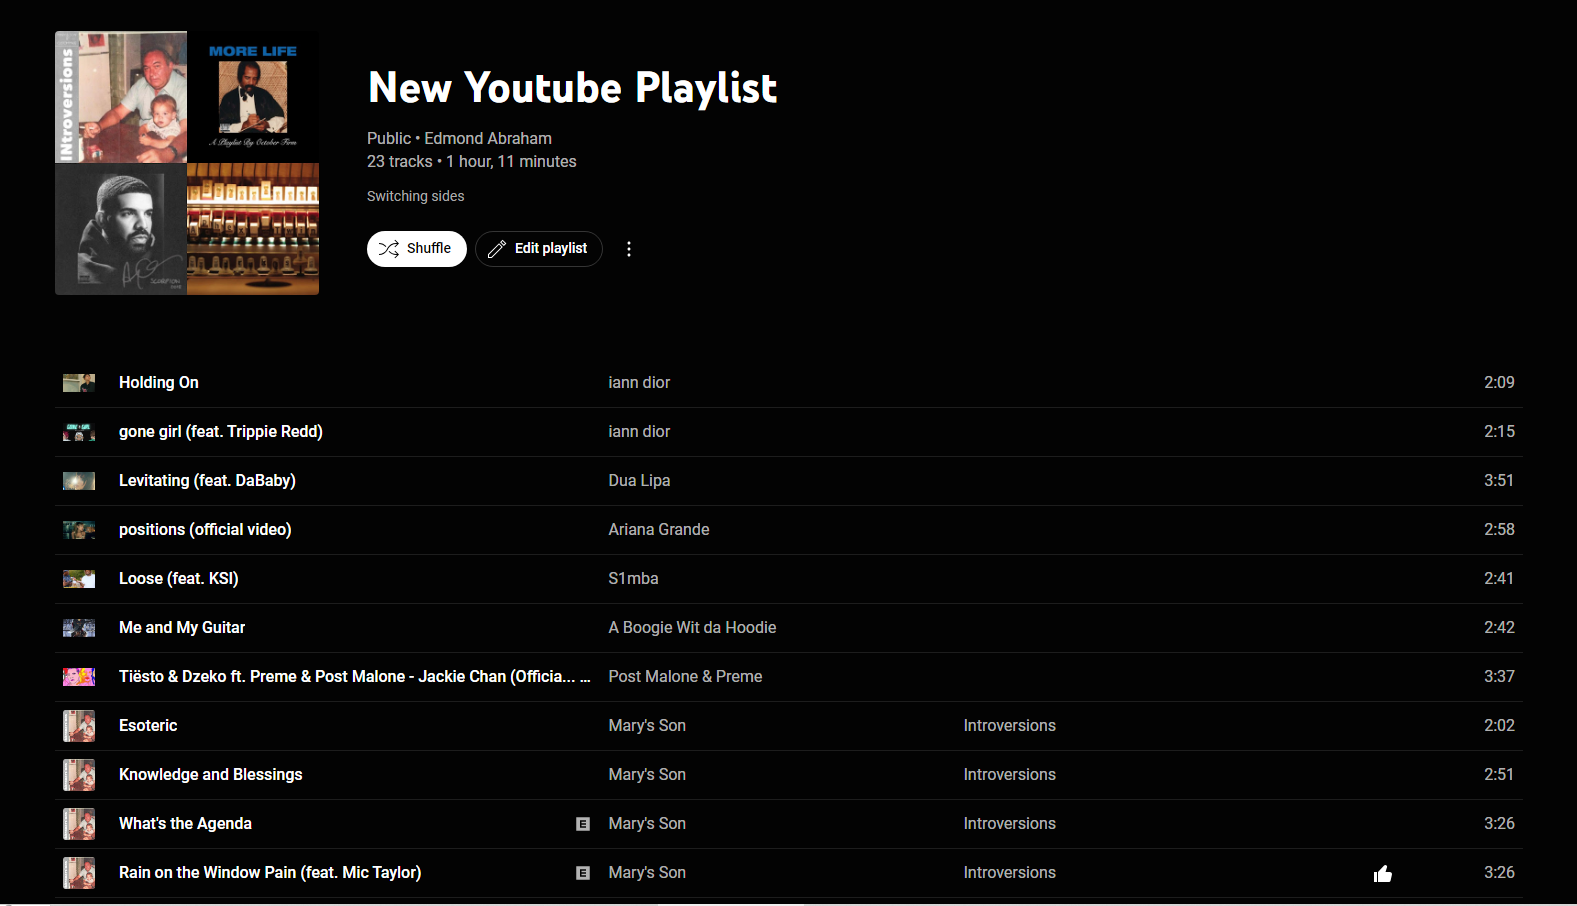 INtroversions
MORE LIFE
A Playlist By October Firm
New Youtube Playlist
Public • Edmond Abraham
23 tracks • 1 hour, 11 minutes
Switching sides
Shuffle
Edit playlist
SCORPION
Holding On iann dior 2:09
gone girl (feat. Trippie Redd) iann dior 2:15
Levitating (feat. DaBaby) Dua Lipa 3:51
positions (official video) Ariana Grande 2:58
Loose (feat. KSI) S1mba 2:41
Me and My Guitar A Boogie Wit da Hoodie 2:42
Tiësto & Dzeko ft. Preme & Post Malone - Jackie Chan (Officia... ... Post Malone & Preme 3:37
Esoteric Mary's Son Introversions 2:02
Knowledge and Blessings Mary's Son Introversions 2:51
What's the Agenda E Mary's Son Introversions 3:26
Rain on the Window Pain (feat. Mic Taylor) E Mary's Son Introversions 3:26